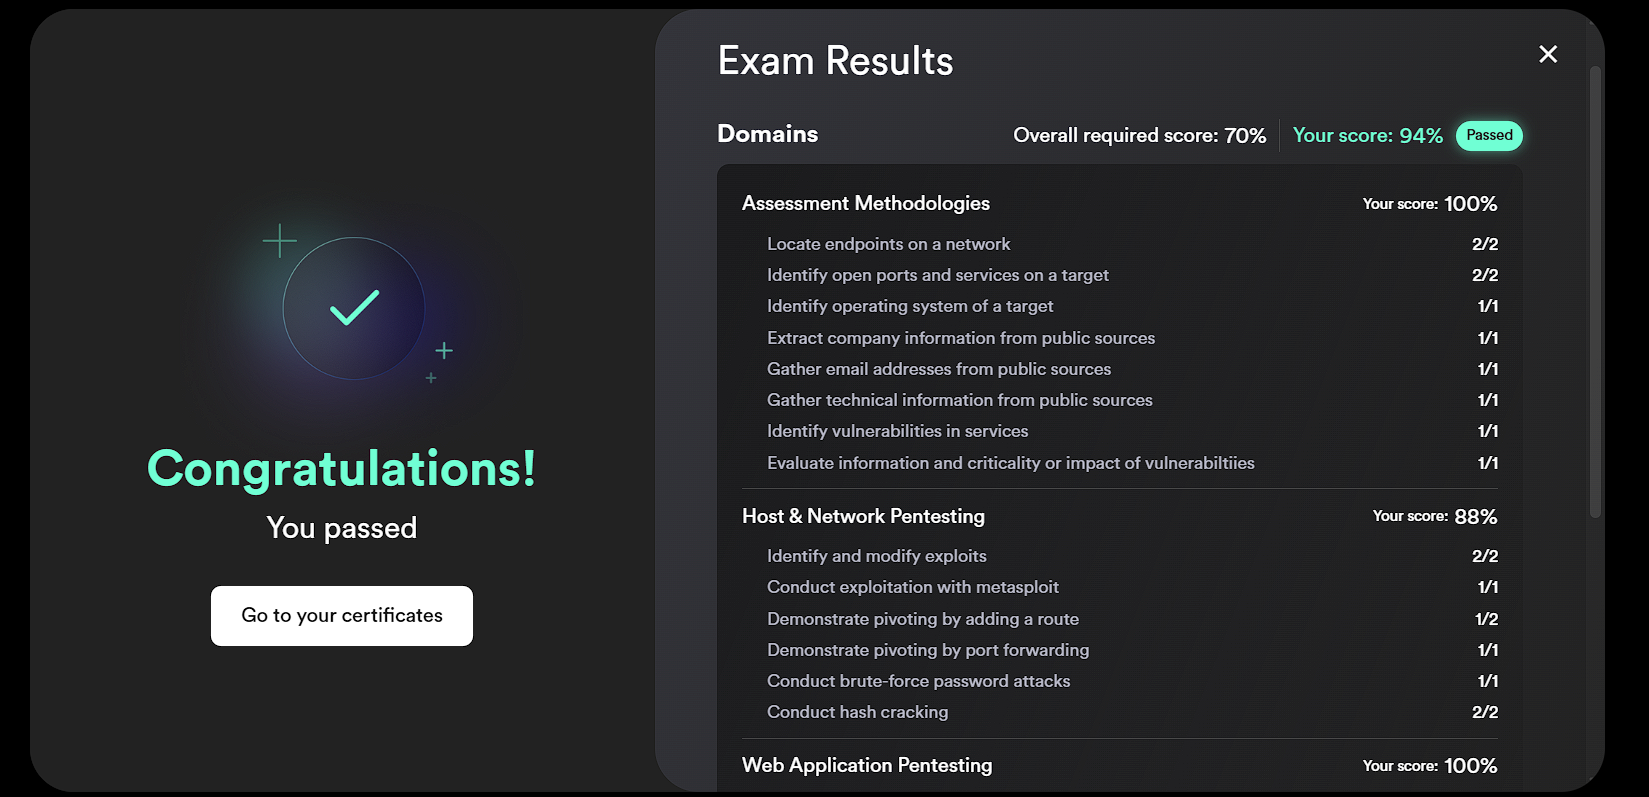 Congratulations!
You passed
Go to your certificates
Exam Results
Domains
Overall required score: 70%
Your score: 94%
Passed
Assessment Methodologies Your score: 100%
Locate endpoints on a network 2/2
Identify open ports and services on a target 2/2
Identify operating system of a target 1/1
Extract company information from public sources 1/1
Gather email addresses from public sources 1/1
Gather technical information from public sources 1/1
Identify vulnerabilities in services 1/1
Evaluate information and criticality or impact of vulnerabiltiies 1/1
Host & Network Pentesting Your score: 88%
Identify and modify exploits 2/2
Conduct exploitation with metasploit 1/1
Demonstrate pivoting by adding a route 1/2
Demonstrate pivoting by port forwarding 1/1
Conduct brute-force password attacks 1/1
Conduct hash cracking 2/2
Web Application Pentesting Your score: 100%